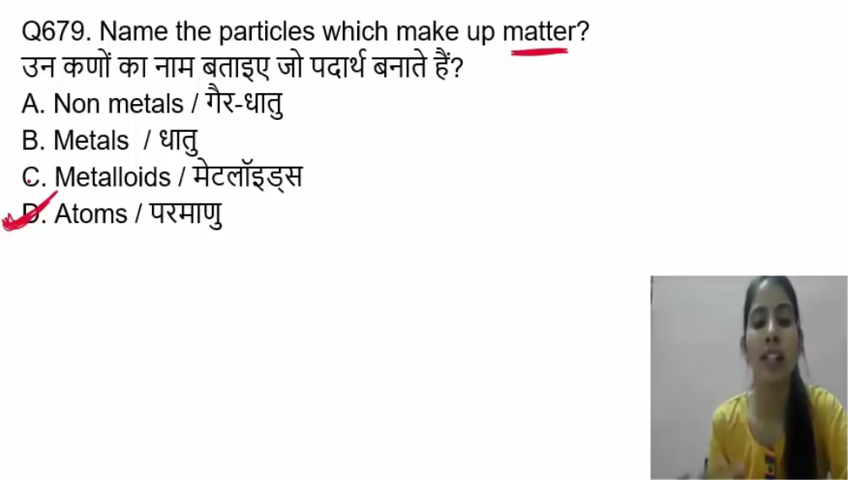 Q679. Name the particles which make up matter?
उन कणों का नाम बताइए जो पदार्थ बनाते हैं?
A. Non metals / गैर-धातु
B. Metals / धातु
C. Metalloids / मेटलॉइड्स
D. Atoms / परमाणु